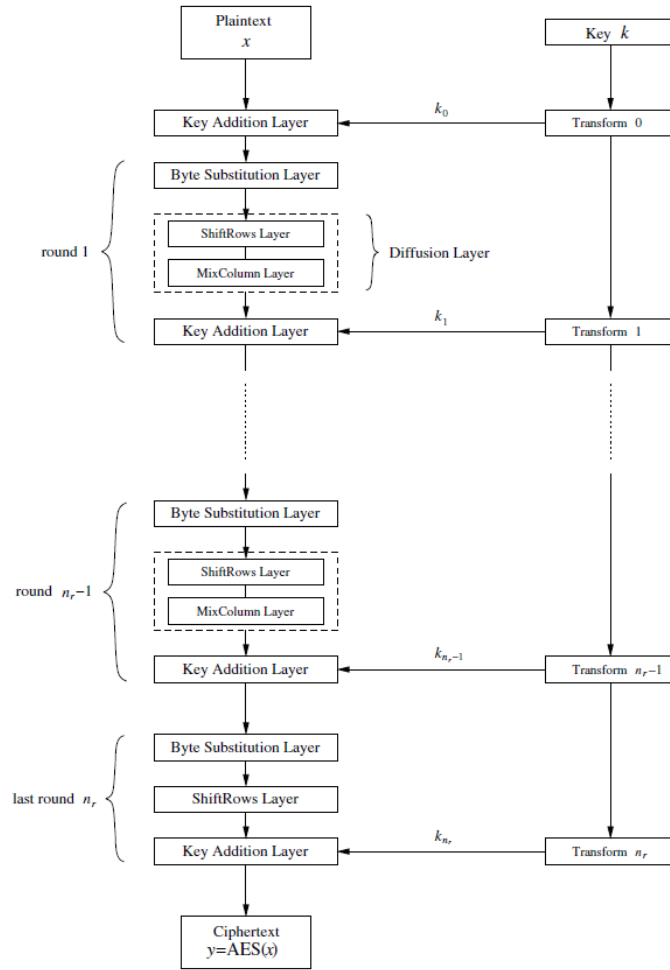 Plaintext
x
Key k
Key Addition Layer
k0
Transform 0
Byte Substitution Layer
ShiftRows Layer
round 1
Diffusion Layer
MixColumn Layer
Key Addition Layer
k1
Transform 1
Byte Substitution Layer
ShiftRows Layer
round nr−1
MixColumn Layer
Key Addition Layer
knr−1
Transform nr−1
Byte Substitution Layer
last round nr
ShiftRows Layer
Key Addition Layer
knr
Transform nr
Ciphertext
y=AES(x)